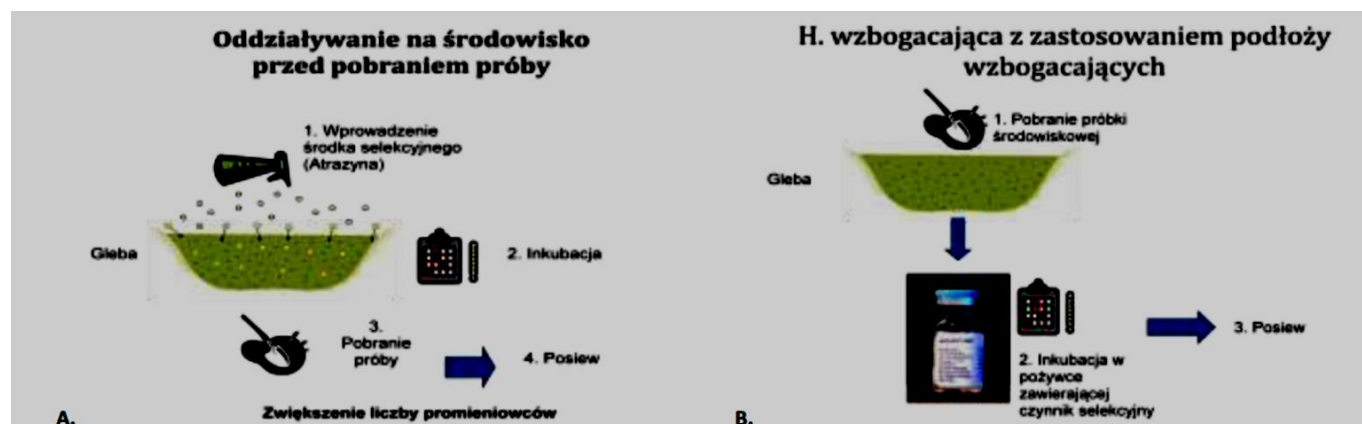 Oddziaływanie na środowisko
przed pobraniem próby
1. Wprowadzenie
środka selekcyjnego
(Atrazyna)
Gleba
2. Inkubacja
3.
Pobranie
próby
4. Posiew
Zwiększenie liczby promieniowców
A.
H. wzbogacająca z zastosowaniem podłoży
wzbogacających
1. Pobranie próbki
środowiskowej
Gleba
2. Inkubacja w
pożywce
zawierającej
czynnik selekcyjny
3. Posiew
B.